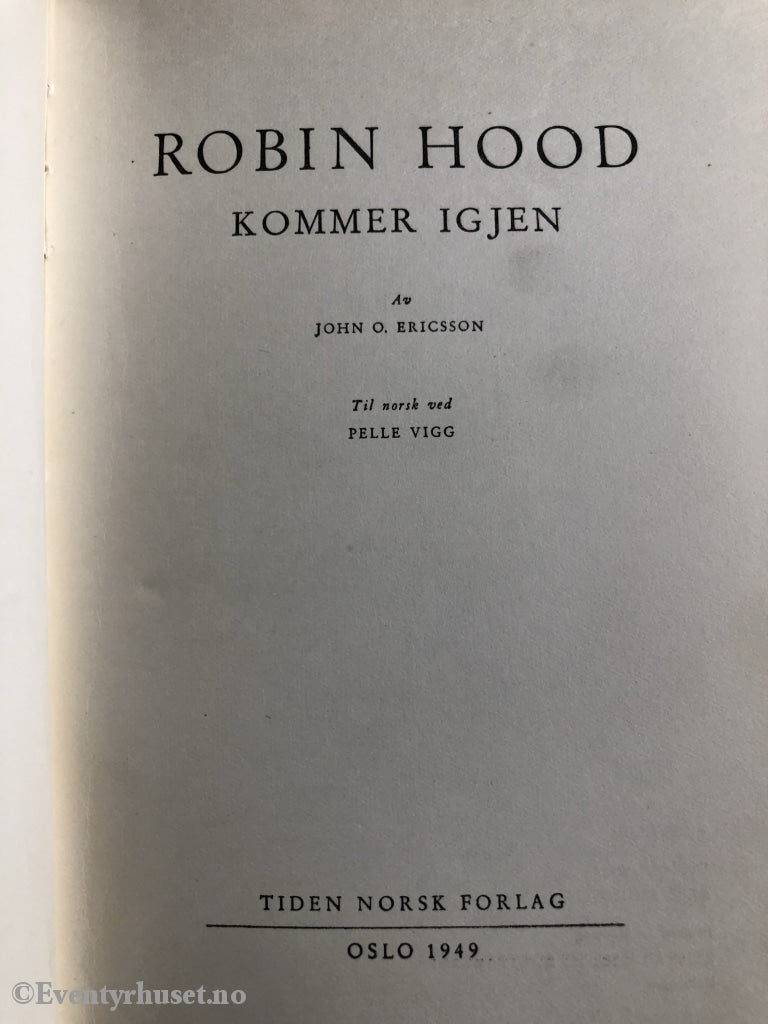 ROBIN HOOD
KOMMER IGJEN
Av
JOHN O. ERICSSON
Til norsk ved
PELLE VIGG
TIDEN NORSK FORLAG
OSLO 1949
©Eventyrhuset.no